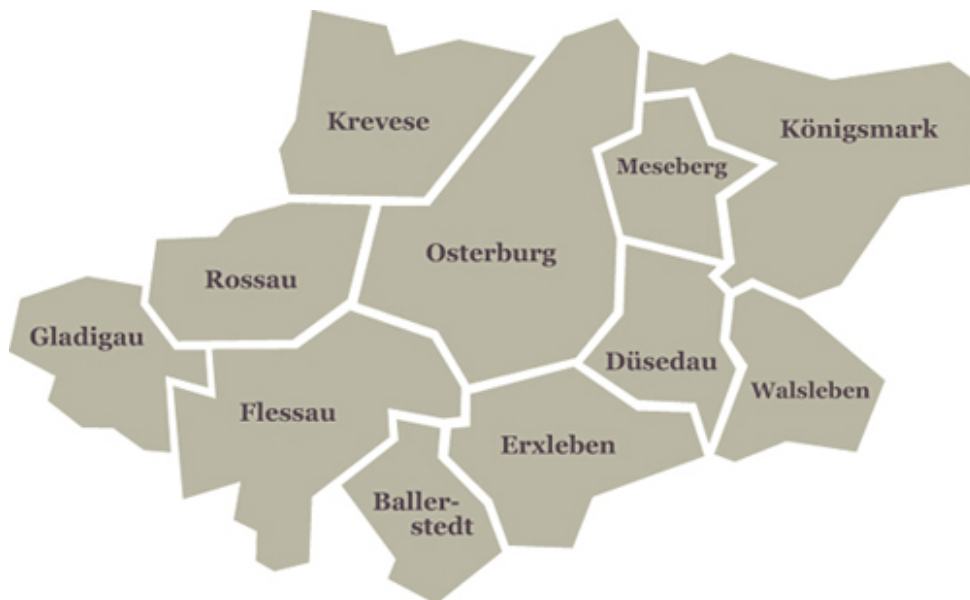 Krevese
Königsmark
Meseberg
Osterburg
Rossau
Gladigau
Düsedau
Walsleben
Flessau
Erxleben
Baller-
stedt